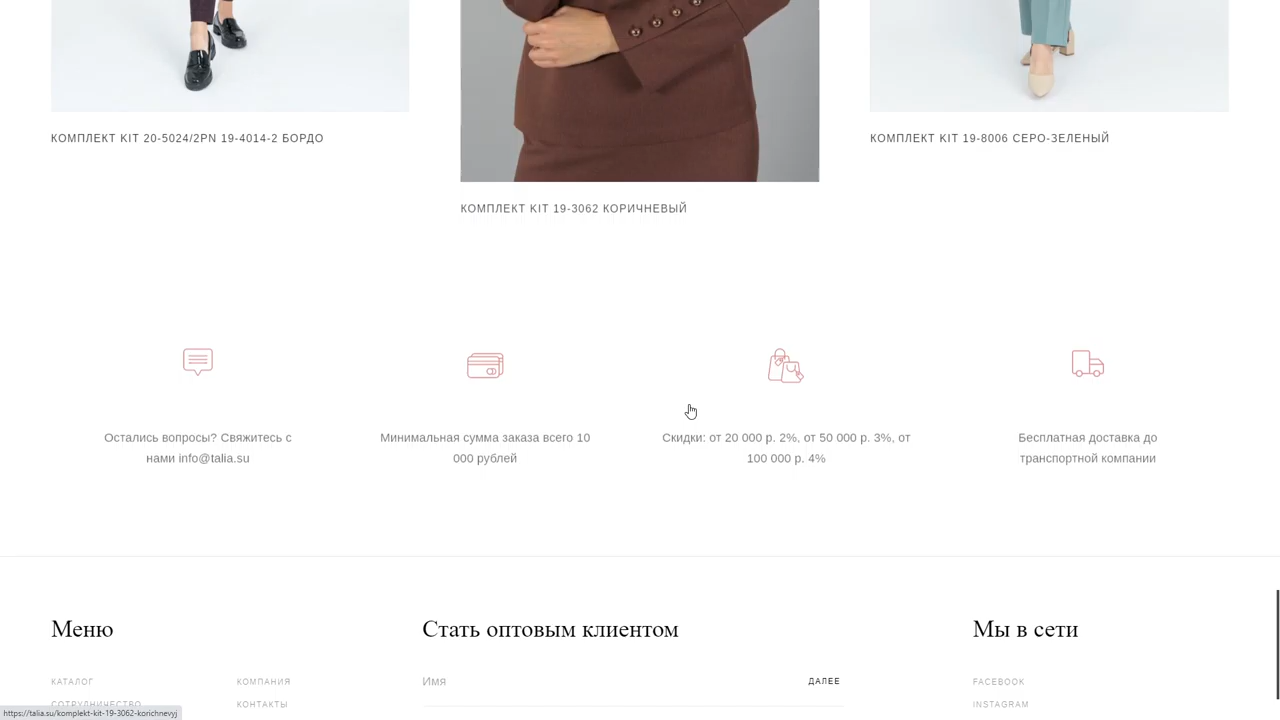 КОМПЛЕКТ KIT 20-5024/2PN 19-4014-2 БОРДО
КОМПЛЕКТ KIT 19-8006 СЕРО-ЗЕЛЕНЫЙ
КОМПЛЕКТ KIT 19-3062 КОРИЧНЕВЫЙ
Остались вопросы? Свяжитесь с
нами info@talia.su
Минимальная сумма заказа всего 10
000 рублей
Скидки: от 20 000 р. 2%, от 50 000 р. 3%, от
100 000 р. 4%
Бесплатная доставка до
транспортной компании
Меню
Стать оптовым клиентом
Мы в сети
КАТАЛОГ
КОМПАНИЯ
Имя
ДАЛЕЕ
FACEBOOK
СОТРУДНИЧЕСТВО
КОНТАКТЫ
INSTAGRAM
https://talia.su/komplekt-kit-19-3062-korichnevyj